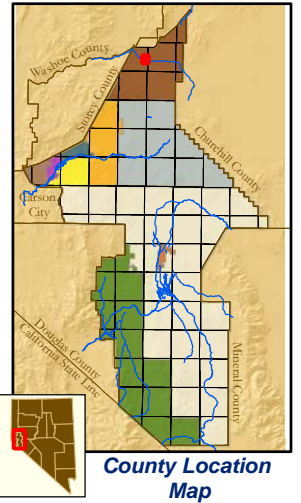 Washoe County
Storey County
Churchill County
Carson
City
Douglas County
California State Line
Mineral County
County Location
Map